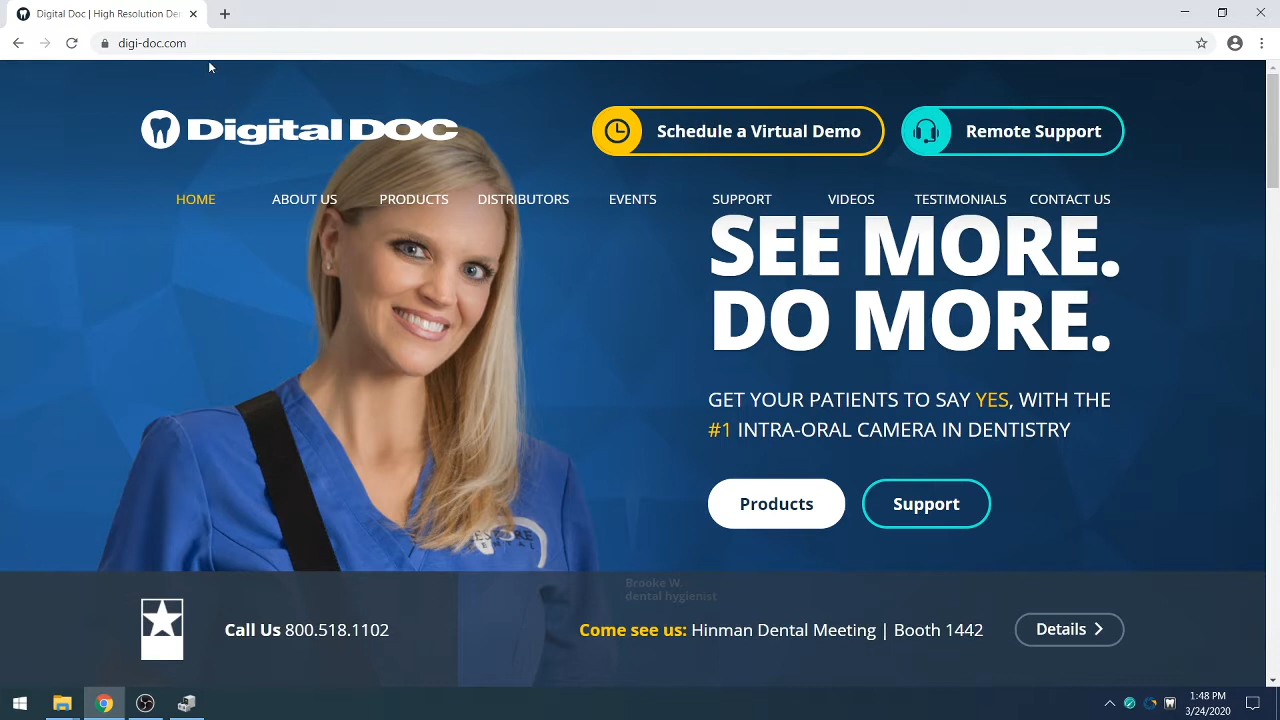 Digital Doc | High Resolution De
digi-doc.com
Digital DOC
Schedule a Virtual Demo
Remote Support
HOME
ABOUT US
PRODUCTS
DISTRIBUTORS
EVENTS
SUPPORT
VIDEOS
TESTIMONIALS
CONTACT US
SEE MORE.
DO MORE.
GET YOUR PATIENTS TO SAY YES, WITH THE
#1 INTRA-ORAL CAMERA IN DENTISTRY
Products
Support
Brooke W.
dental hygienist
Call Us 800.518.1102
Come see us: Hinman Dental Meeting | Booth 1442
Details
1:48 PM
3/24/2020